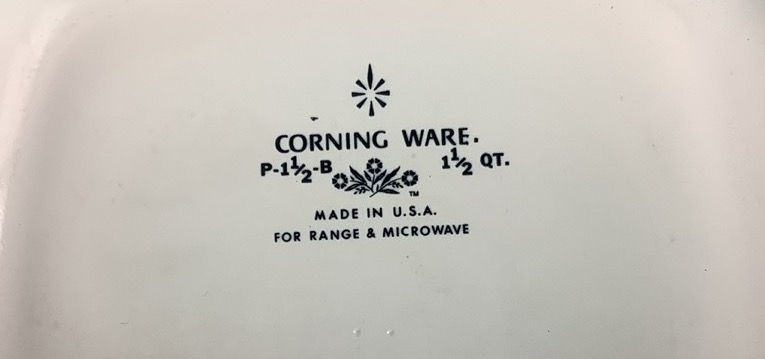 CORNING WARE.
P-1½-B 1½ QT.
TM
MADE IN U.S.A.
FOR RANGE & MICROWAVE